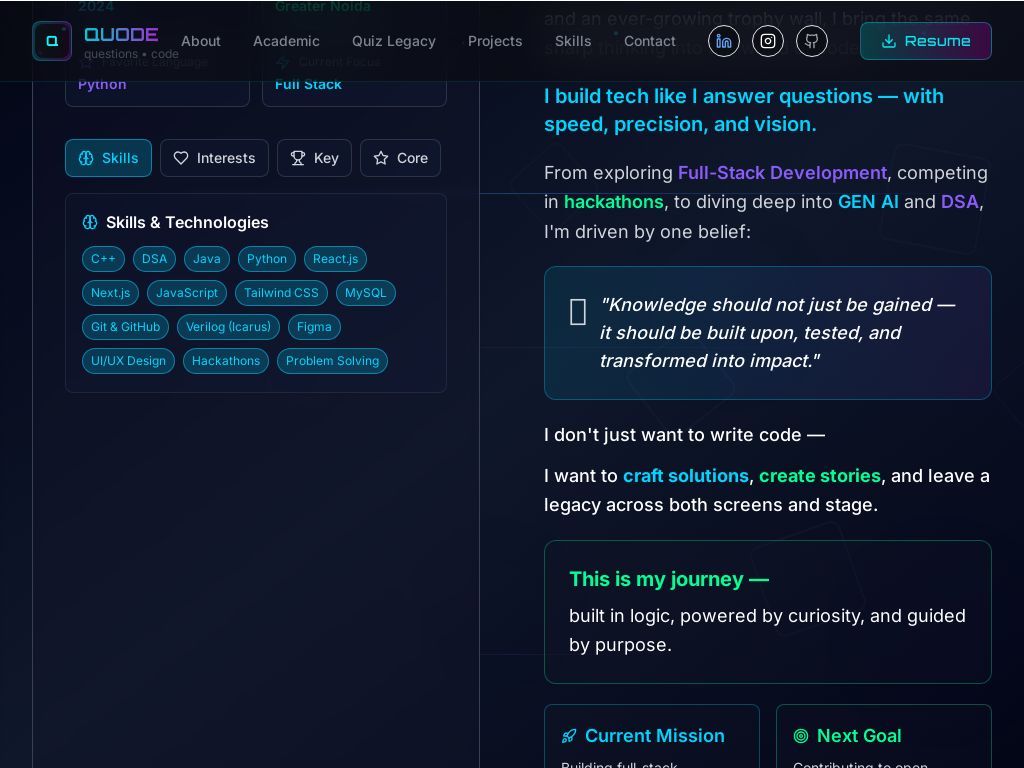 QUODE
questions • code
About
Academic
Quiz Legacy
Projects
Skills
Contact
Resume
2024
Greater Noida
Favorite Language
Current Focus
Python
Full Stack
Skills
Interests
Key
Core
Skills & Technologies
C++
DSA
Java
Python
React.js
Next.js
JavaScript
Tailwind CSS
MySQL
Git & GitHub
Verilog (Icarus)
Figma
UI/UX Design
Hackathons
Problem Solving
and an ever-growing trophy wall, I bring the same
I build tech like I answer questions — with
speed, precision, and vision.
From exploring Full-Stack Development, competing
in hackathons, to diving deep into GEN AI and DSA,
I'm driven by one belief:
"Knowledge should not just be gained —
it should be built upon, tested, and
transformed into impact."
I don't just want to write code —
I want to craft solutions, create stories, and leave a
legacy across both screens and stage.
This is my journey —
built in logic, powered by curiosity, and guided
by purpose.
Current Mission
Building full-stack
Next Goal
Contributing to open